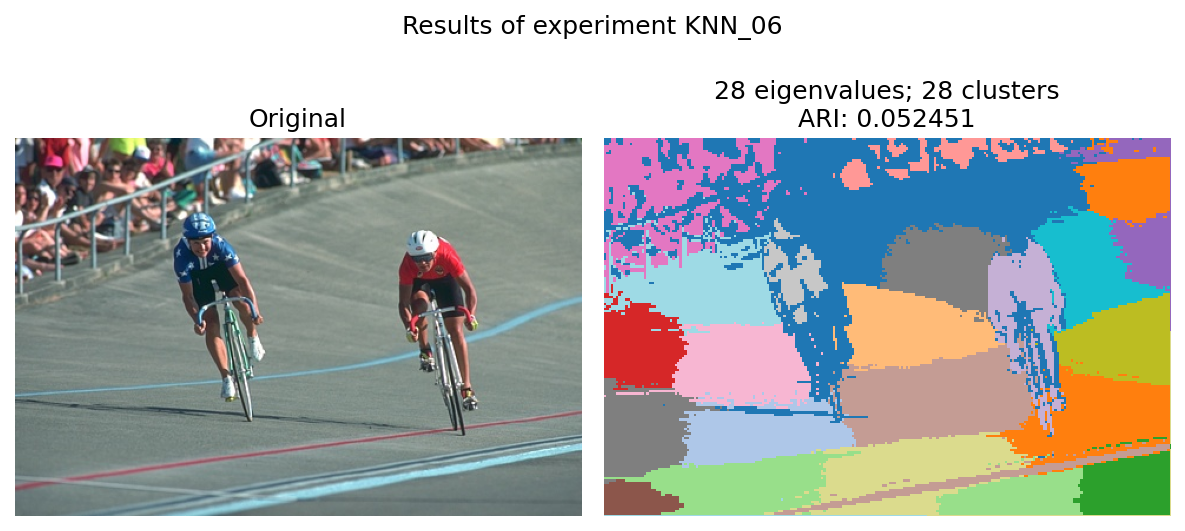 Results of experiment KNN_06
Original
28 eigenvalues; 28 clusters
ARI: 0.052451